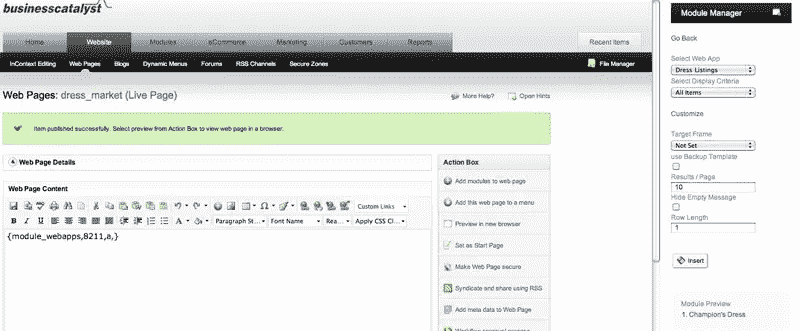 businesscatalyst
Home Website Modules eCommerce Marketing Customers Reports Recent Items
InContext Editing Web Pages Blogs Dynamic Menus Forums RSS Channels Secure Zones File Manager
Web Pages: dress_market (Live Page)
More Help? Open Hints
Item published successfully. Select preview from Action Box to view web page in a browser.
Web Page Details
Web Page Content
Custom Links
B I U Paragraph St... Font Name Rea... Apply CSS Cl...
{module_webapps,8211,a,}
Action Box
Add modules to web page
Add this web page to a menu
Preview in new browser
Set as Start Page
Make Web Page secure
Syndicate and share using RSS
Add meta data to Web Page
Module Manager
Go Back
Select Web App
Dress Listings
Select Display Criteria
All Items
Customize
Target Frame
Not Set
use Backup Template
Results / Page
10
Hide Empty Message
Row Length
1
Insert
Module Preview
1. Champion's Dress